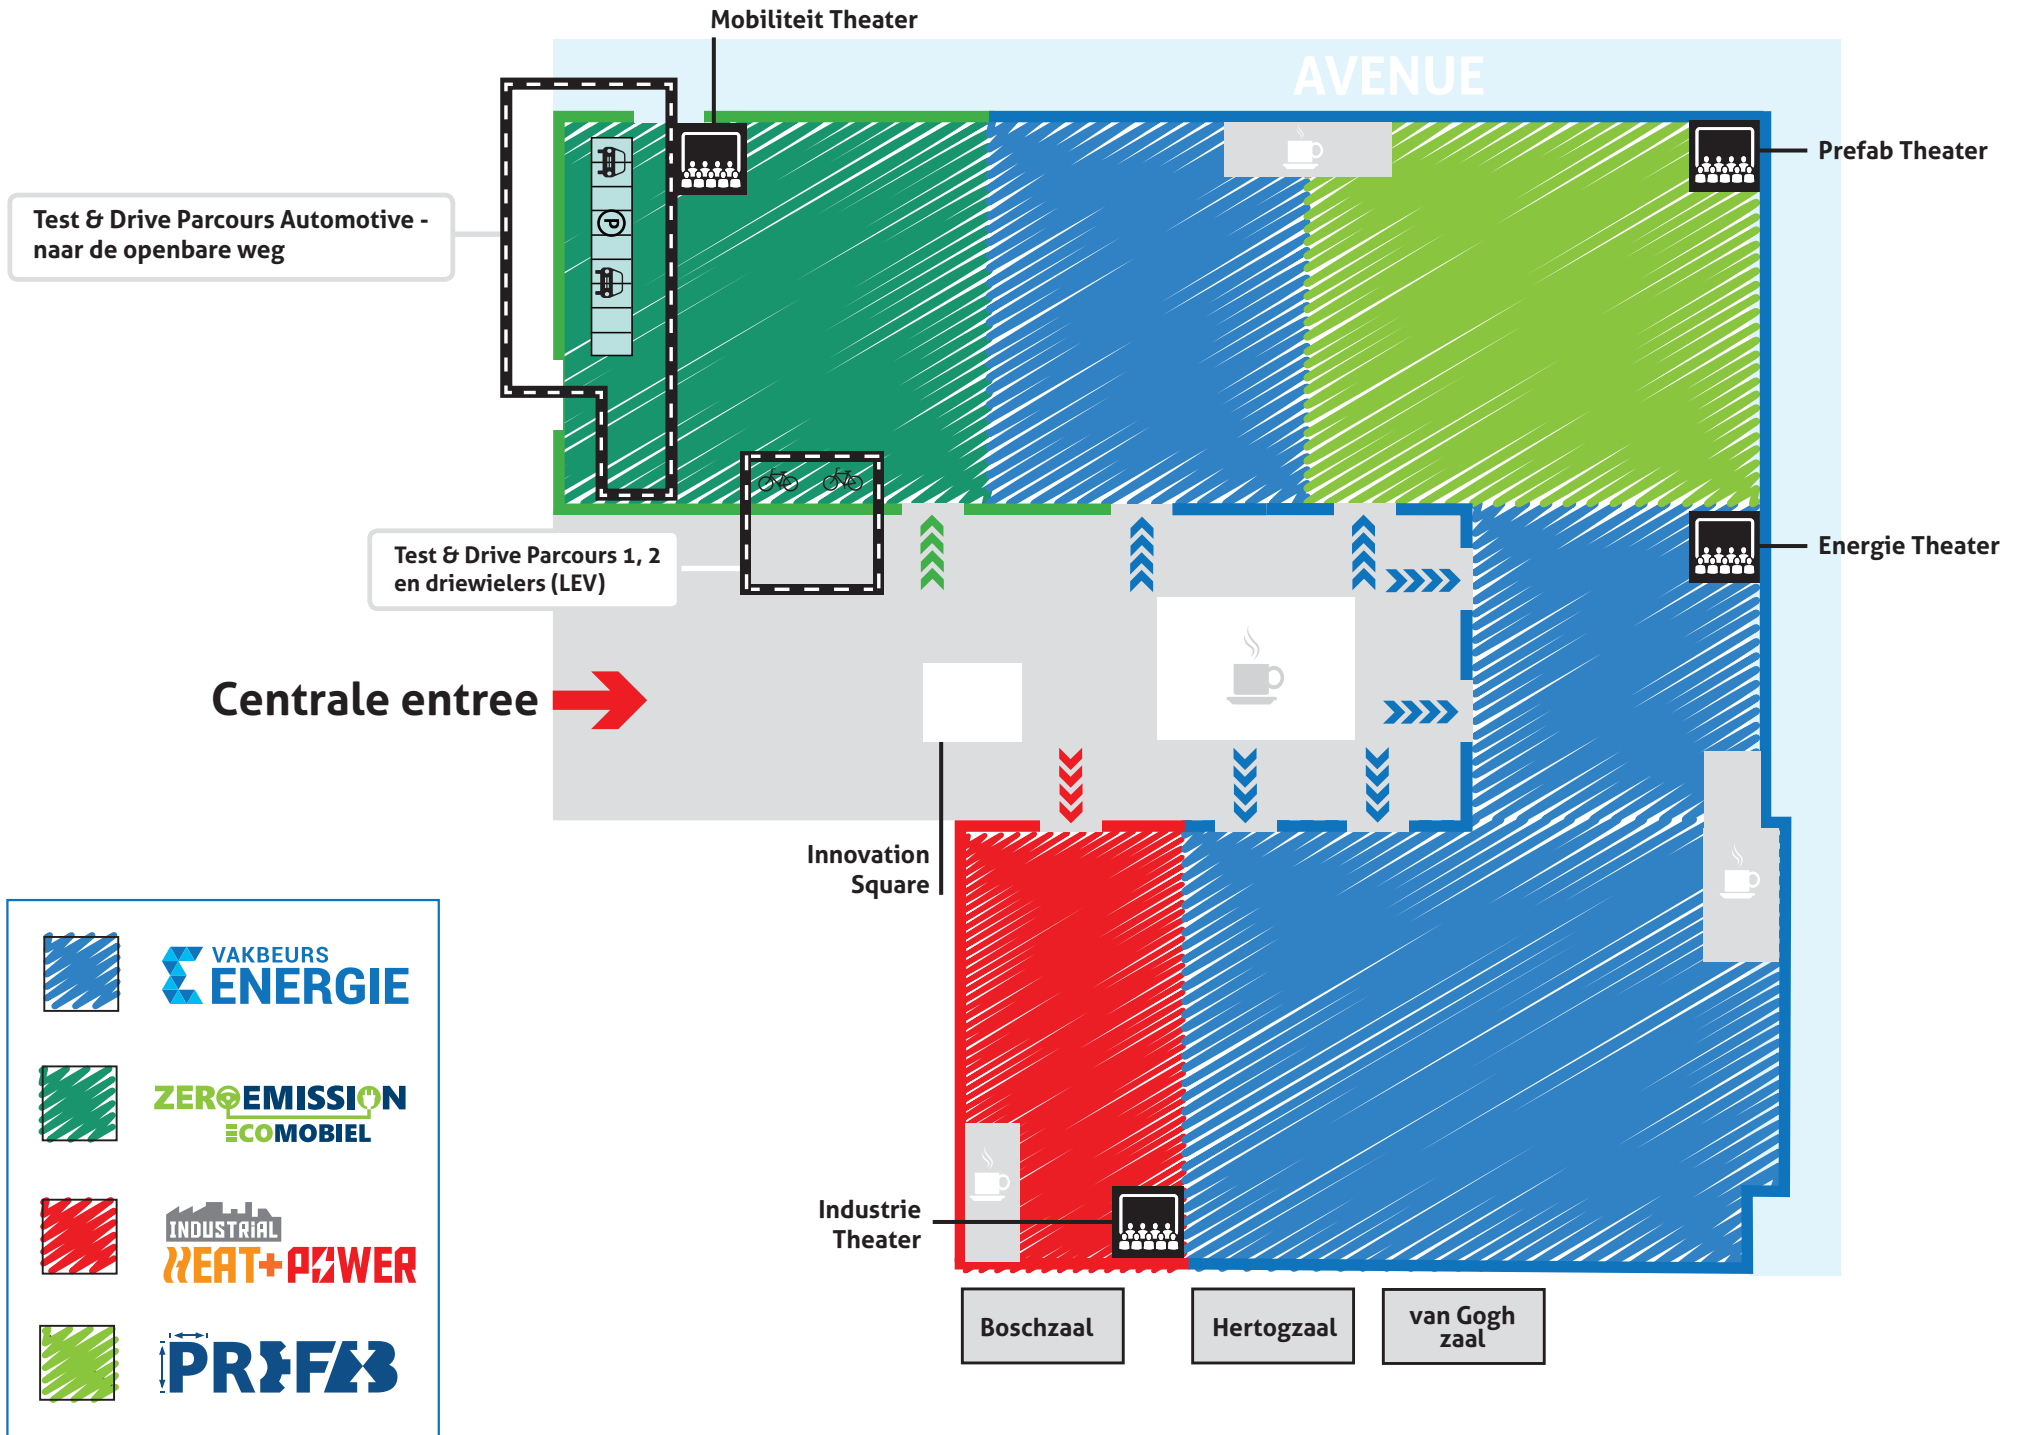 Mobiliteit Theater
AVENUE
Prefab Theater
Test & Drive Parcours Automotive -
naar de openbare weg
P
Energie Theater
Test & Drive Parcours 1, 2
en driewielers (LEV)
Centrale entree
Innovation
Square
Industrie
Theater
Boschzaal
Hertogzaal
van Gogh
zaal
VAKBEURS
ENERGIE
ZEROEMISSION
ECOMOBIEL
INDUSTRIAL
HEAT+POWER
PREFAB